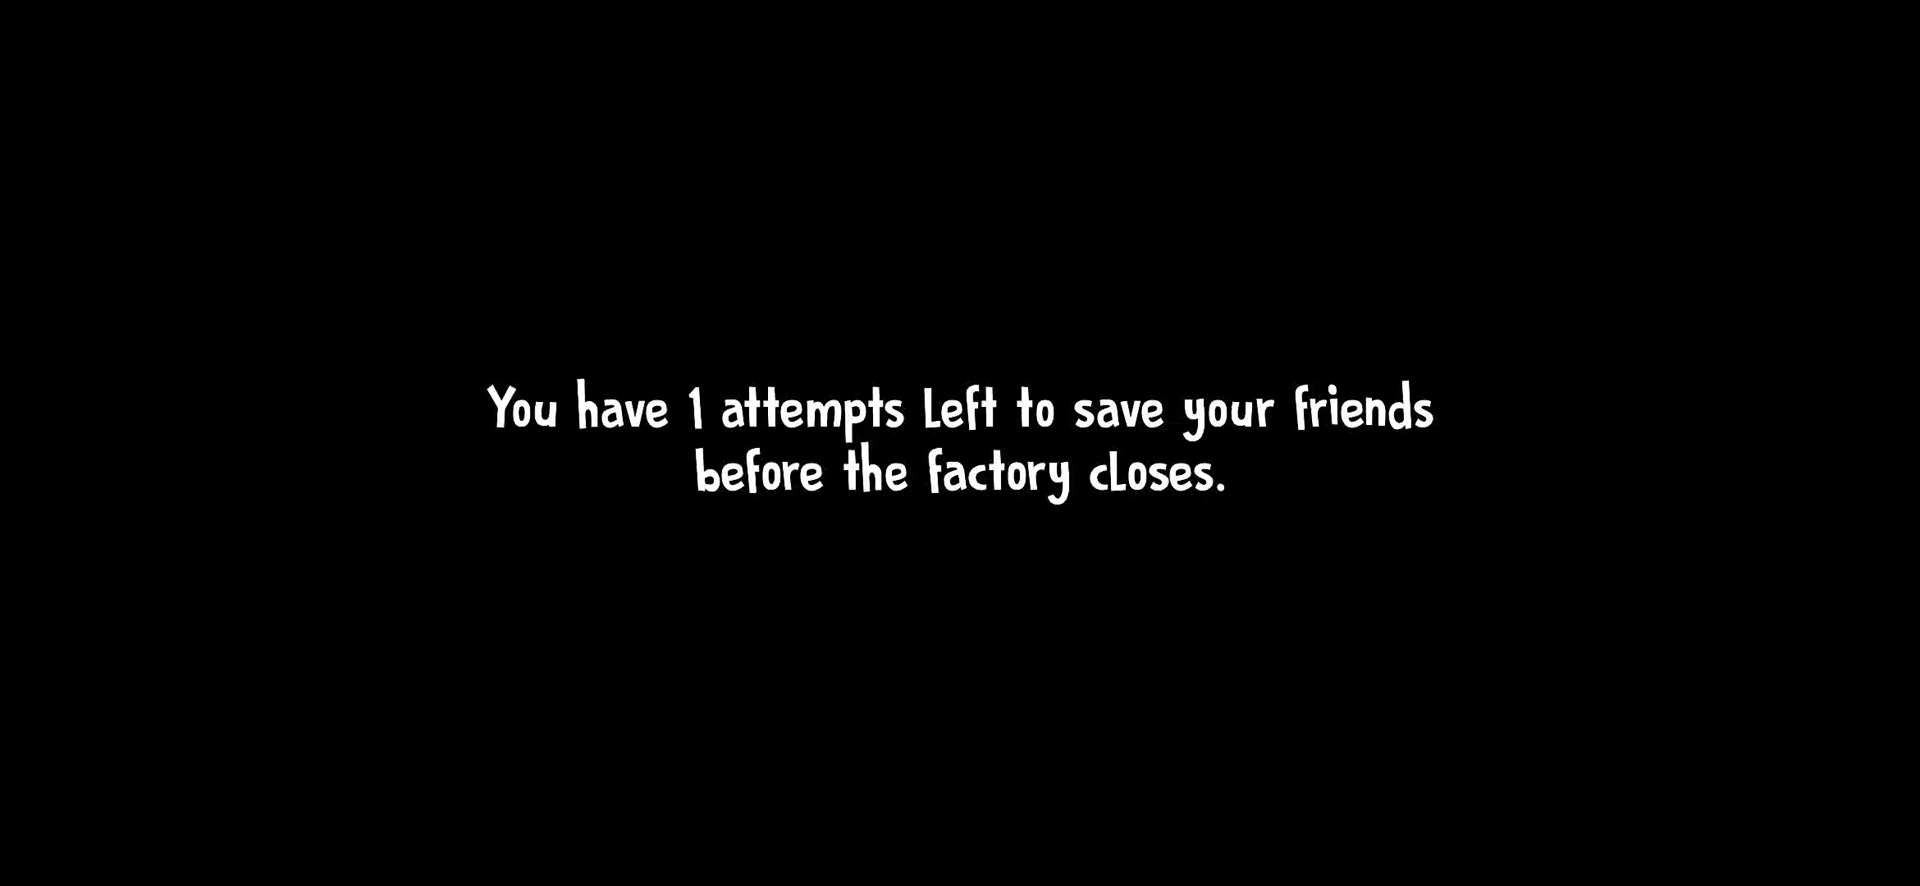 You have 1 attempts left to save your friends
before the factory closes.